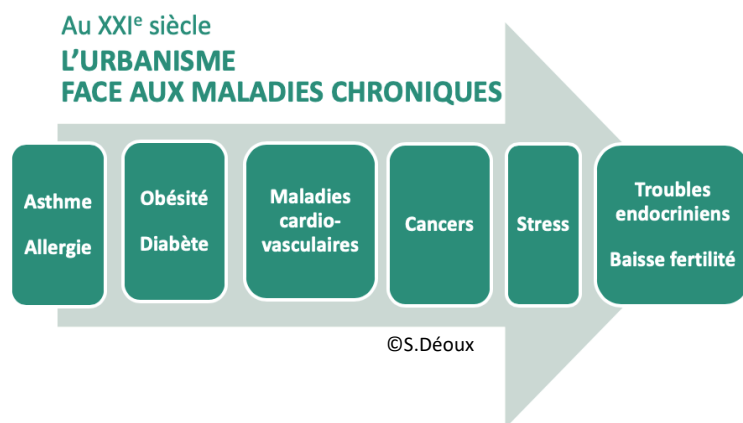 Au XXIe siècle
L'URBANISME
FACE AUX MALADIES CHRONIQUES
Asthme
Allergie
Obésité
Diabète
Maladies
cardio-
vasculaires
Cancers
Stress
Troubles
endocriniens
Baisse fertilité
©S.Déoux